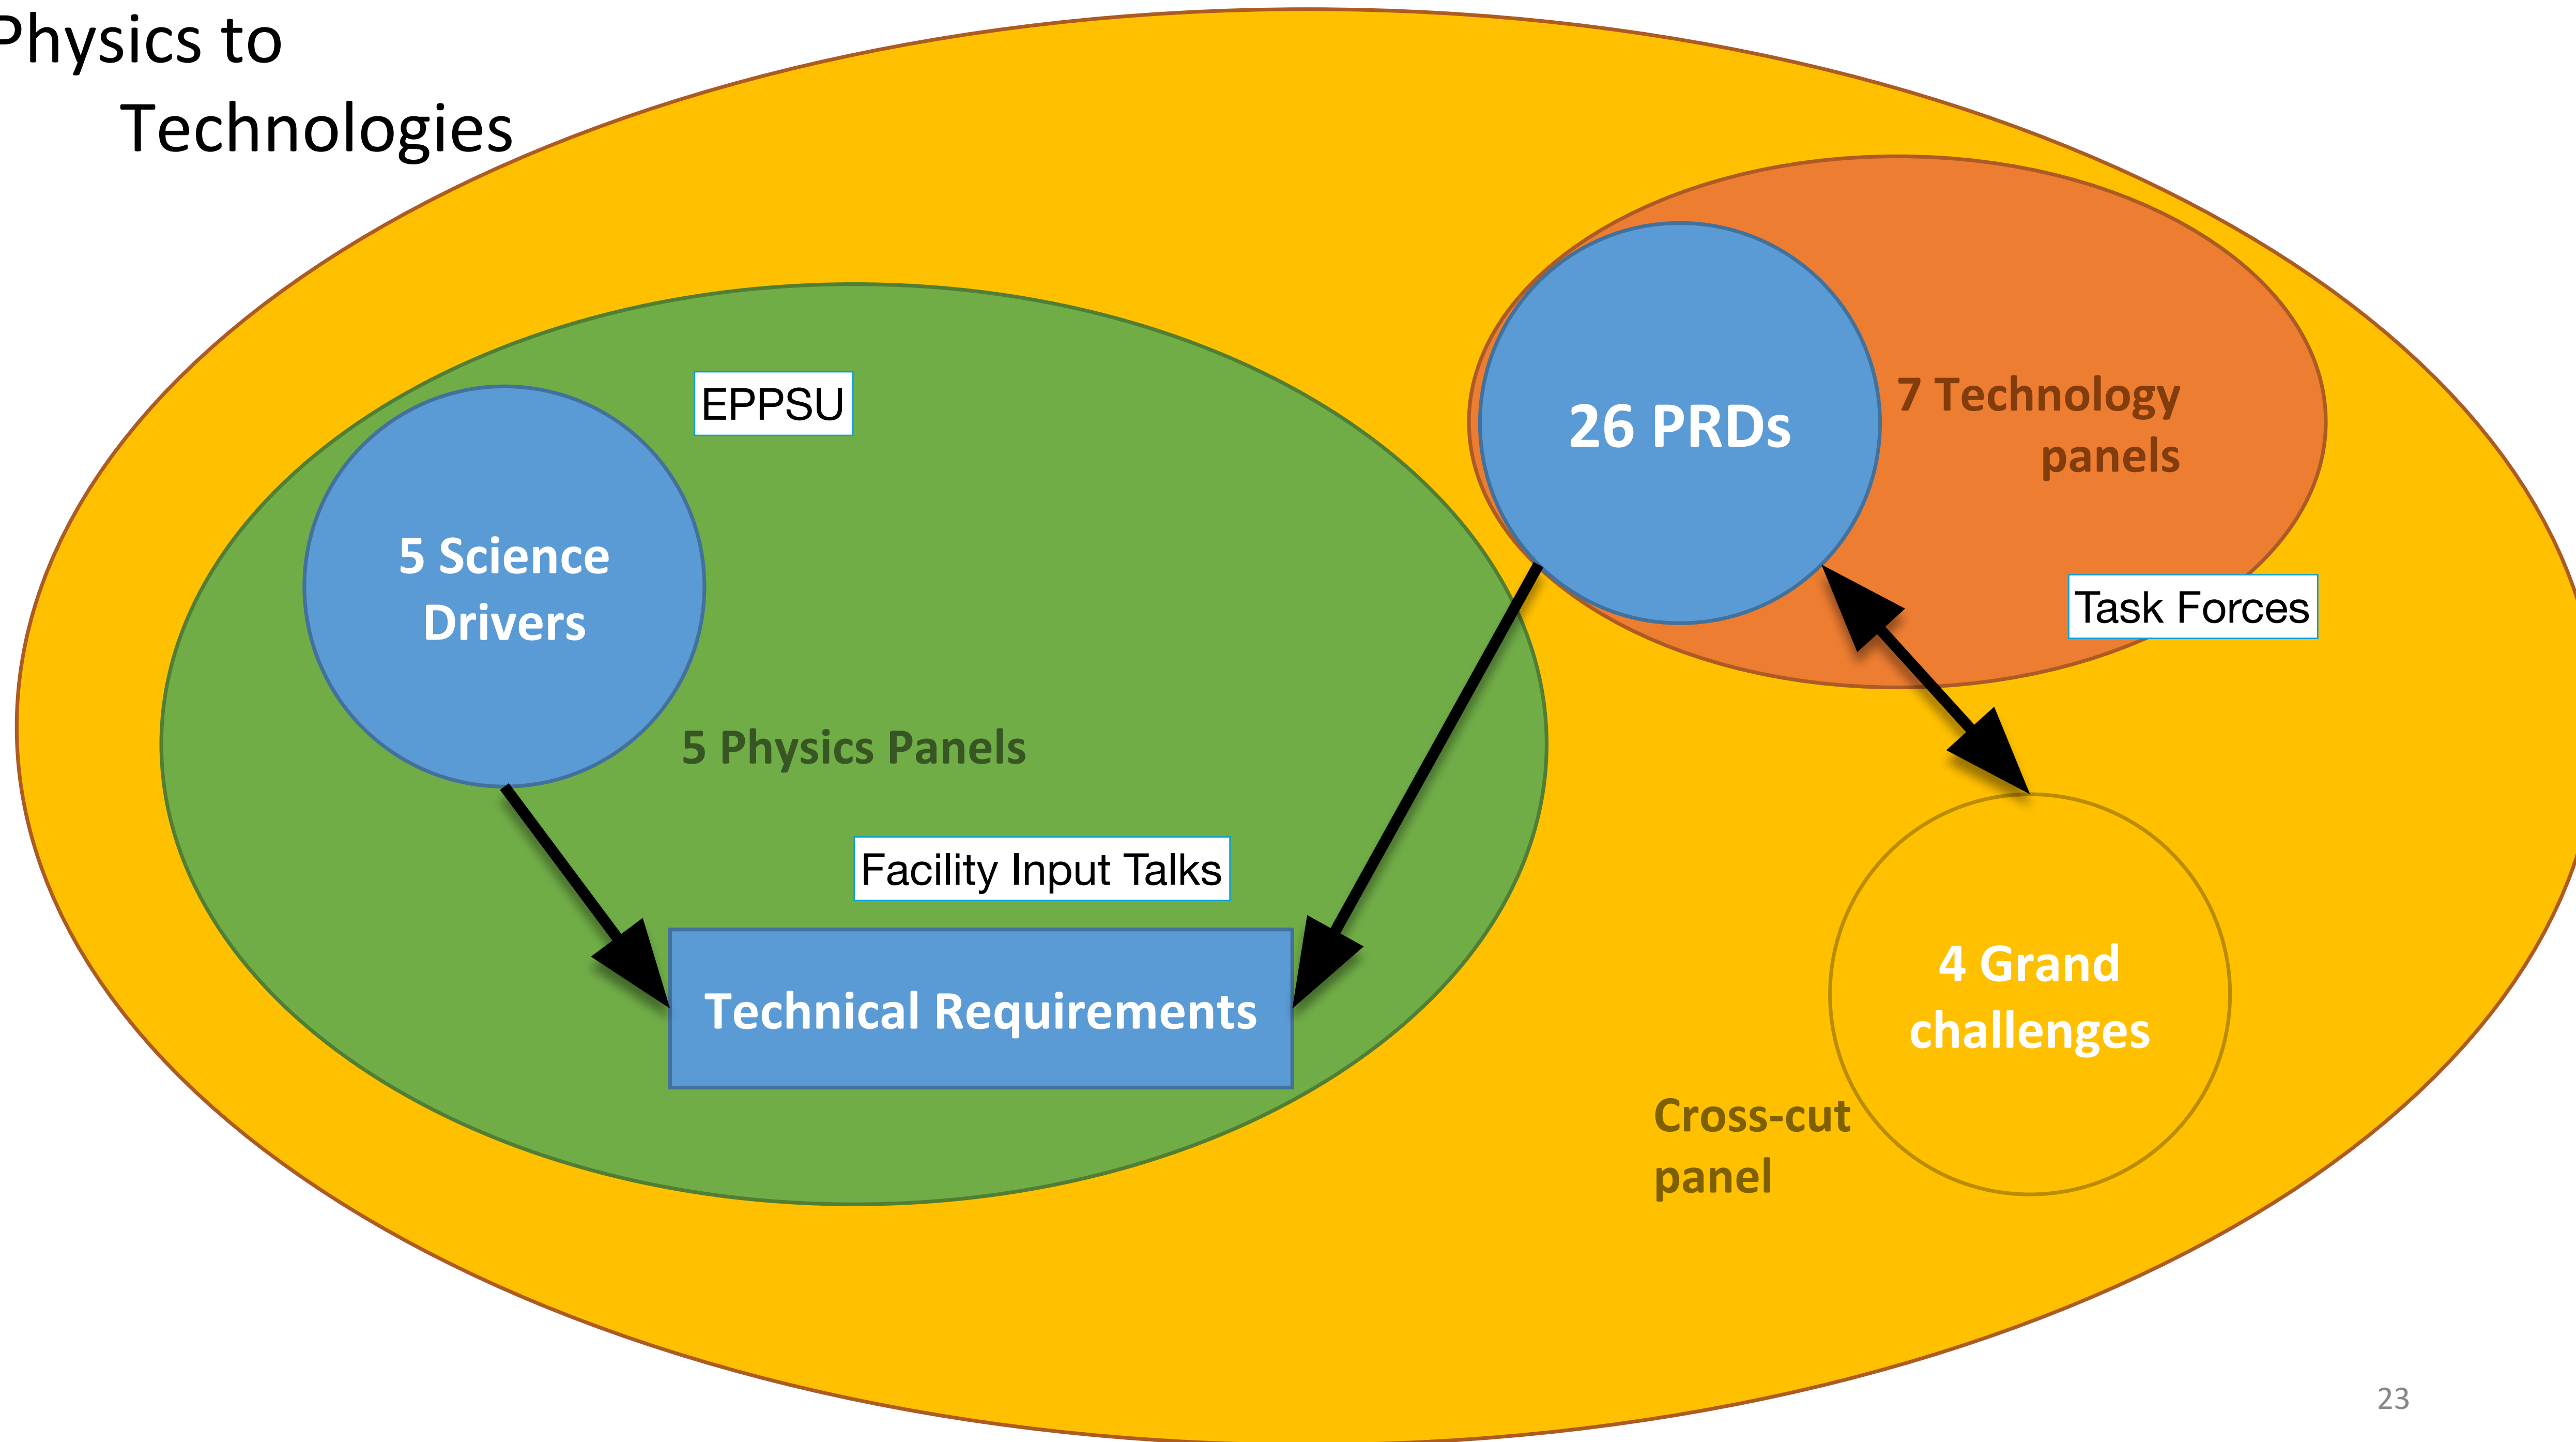 Physics to
Technologies
EPPSU
5 Science
Drivers
5 Physics Panels
Facility Input Talks
Technical Requirements
26 PRDs
7 Technology
panels
Task Forces
4 Grand
challenges
Cross-cut
panel
23